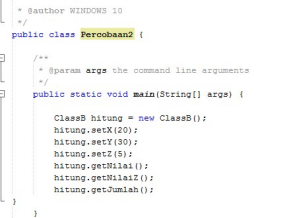 * @author WINDOWS 10
*/
public class Percobaan2 {
/**
* @param args the command line arguments
*/
public static void main(String[] args) {
ClassB hitung = new ClassB();
hitung.setX(20);
hitung.setY(30);
hitung.setZ(5);
hitung.getNilai();
hitung.getNilaiZ();
hitung.getJumlah();
}
}